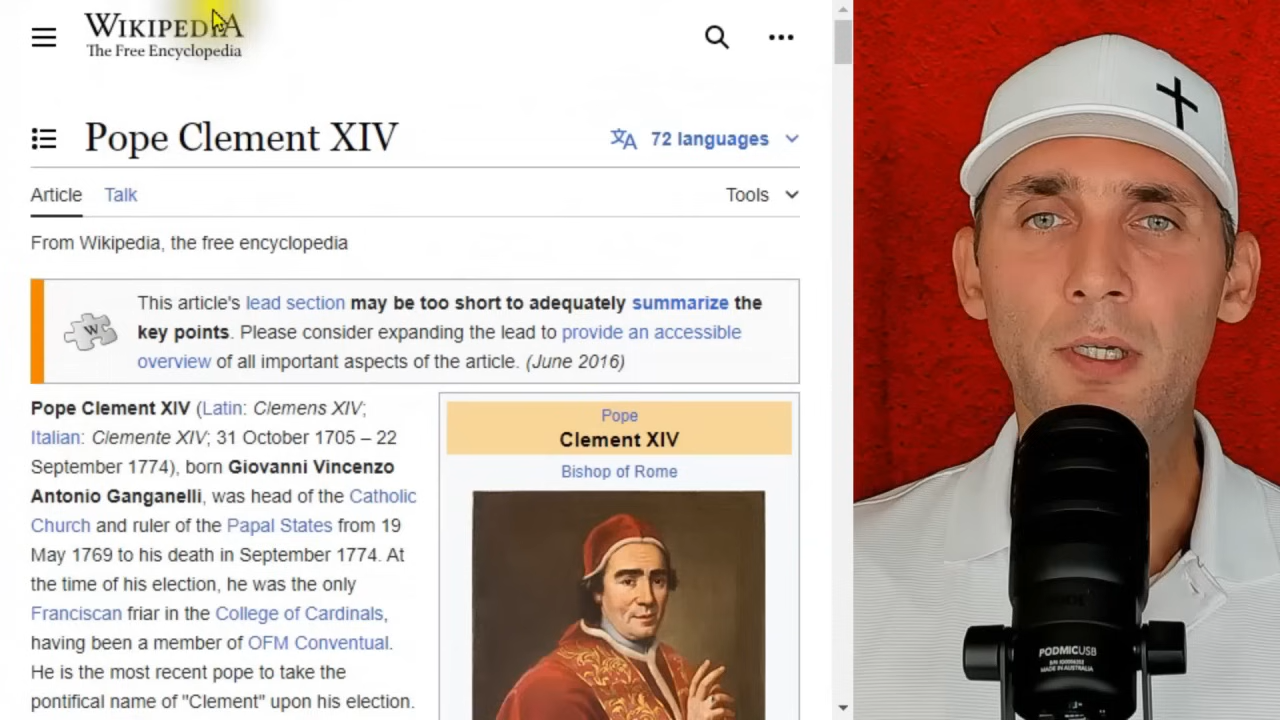 WIKIPEDIA
The Free Encyclopedia
Pope Clement XIV
72 languages
Article Talk
Tools
From Wikipedia, the free encyclopedia
This article's lead section may be too short to adequately summarize the
key points. Please consider expanding the lead to provide an accessible
overview of all important aspects of the article. (June 2016)
W
Pope Clement XIV (Latin: Clemens XIV;
Italian: Clemente XIV; 31 October 1705 – 22
September 1774), born Giovanni Vincenzo
Antonio Ganganelli, was head of the Catholic
Church and ruler of the Papal States from 19
May 1769 to his death in September 1774. At
the time of his election, he was the only
Franciscan friar in the College of Cardinals,
having been a member of OFM Conventual.
He is the most recent pope to take the
pontifical name of "Clement" upon his election.
Pope
Clement XIV
Bishop of Rome
PODMICUSB
MADE IN AUSTRALIA